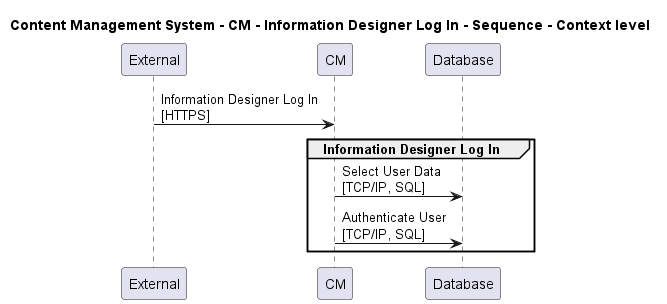 Content Management System - CM - Information Designer Log In - Sequence - Context level
External
CM
Database
Information Designer Log In
[HTTPS]
Information Designer Log In
Select User Data
[TCP/IP, SQL]
Authenticate User
[TCP/IP, SQL]
External
CM
Database